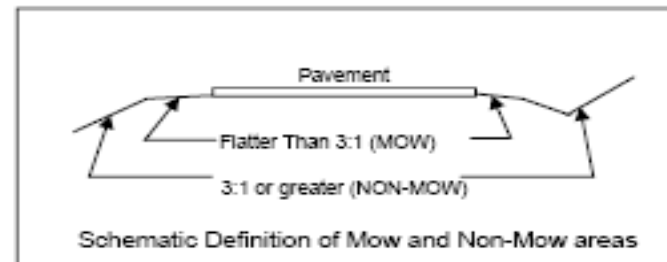 Pavement
Flatter Than 3:1 (MOW)
3:1 or greater (NON-MOW)
Schematic Definition of Mow and Non-Mow areas